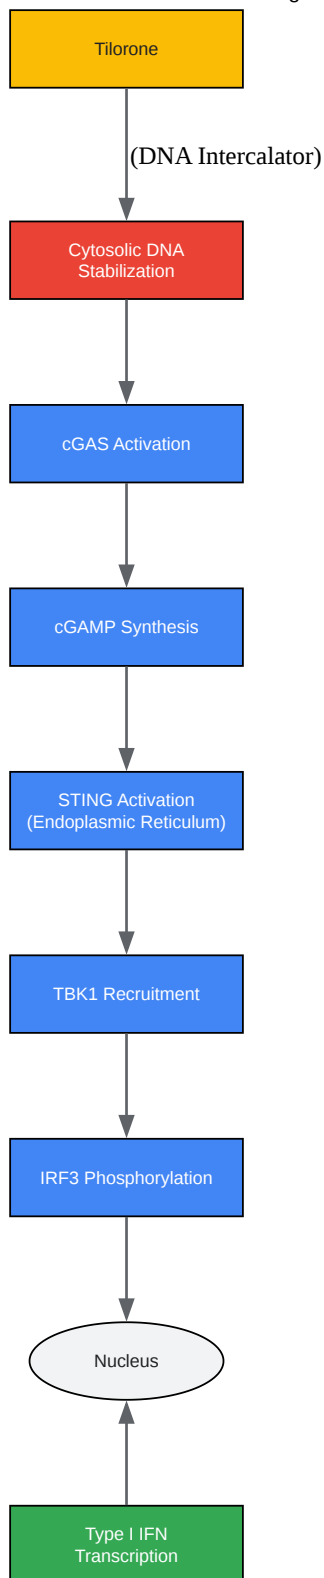 Tilorone
(DNA Intercalator)
Cytosolic DNA
Stabilization
cGAS Activation
cGAMP Synthesis
STING Activation
(Endoplasmic Reticulum)
TBK1 Recruitment
IRF3 Phosphorylation
Nucleus
Type I IFN
Transcription